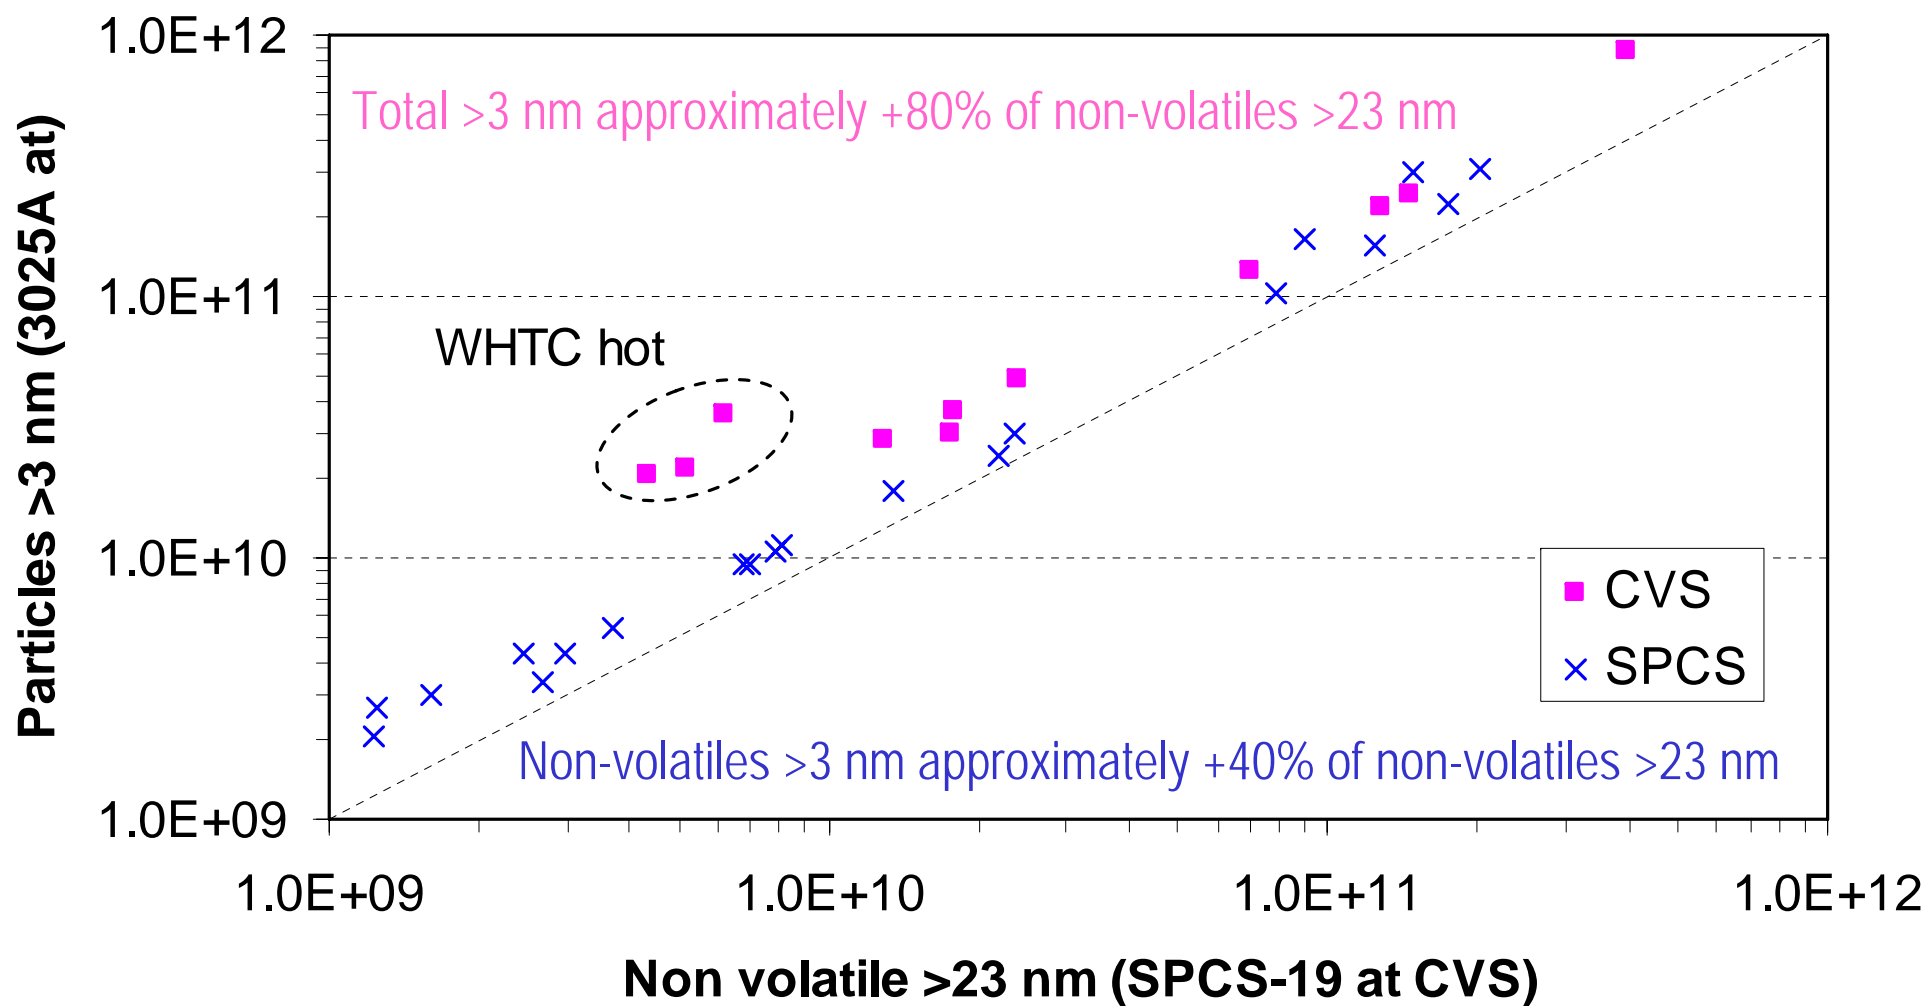 1.0E+12
Total >3 nm approximately +80% of non-volatiles >23 nm
Particles >3 nm (3025A at)
1.0E+11
WHTC hot
1.0E+10
CVS
SPCS
Non-volatiles >3 nm approximately +40% of non-volatiles >23 nm
1.0E+09
1.0E+09 1.0E+10 1.0E+11 1.0E+12
Non volatile >23 nm (SPCS-19 at CVS)